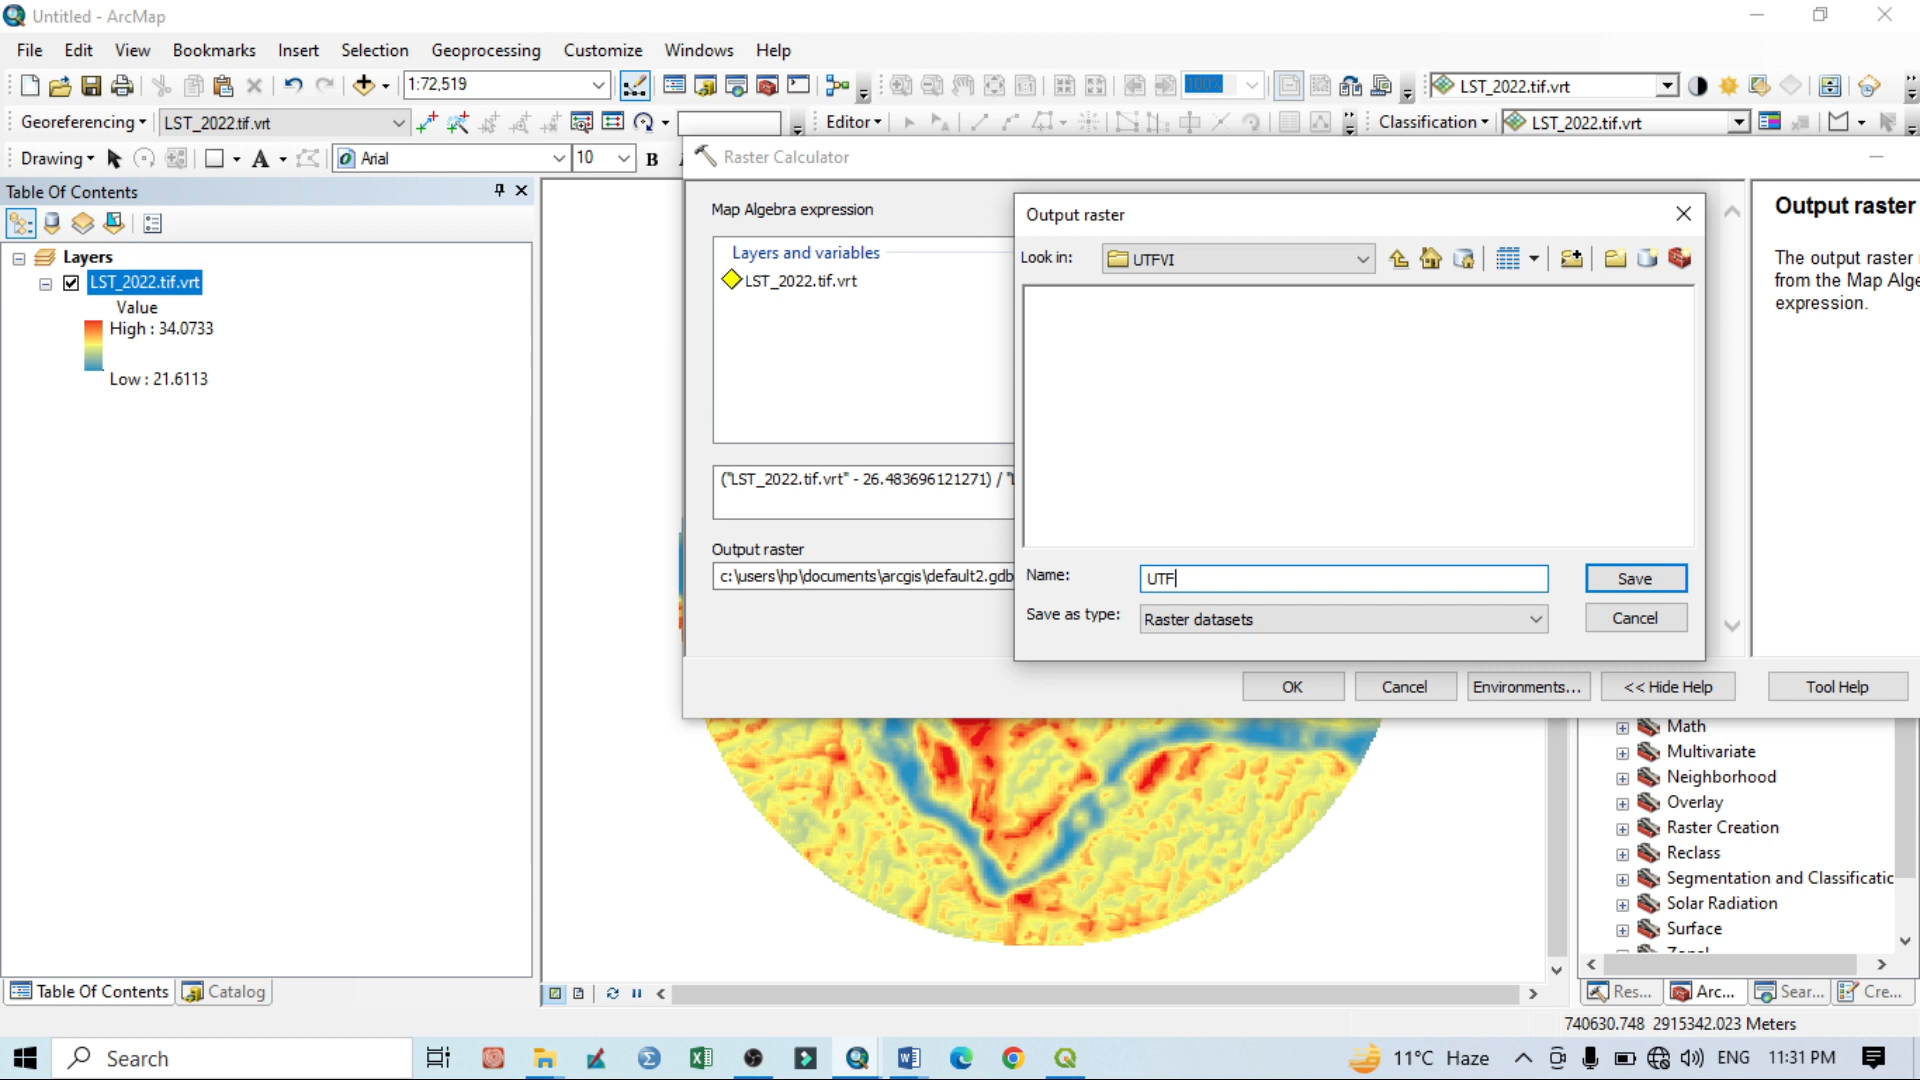 Untitled - ArcMap
File Edit View Bookmarks Insert Selection Geoprocessing Customize Windows Help
1:72,519 100% LST_2022.tif.vrt
Georeferencing LST_2022.tif.vrt Editor Classification LST_2022.tif.vrt
Drawing A Arial 10 B
Raster Calculator
Table Of Contents
Layers
LST_2022.tif.vrt
Value
High : 34.0733
Low : 21.6113
Map Algebra expression
Layers and variables
LST_2022.tif.vrt
("LST_2022.tif.vrt" - 26.483696121271) / "
Output raster
c:\users\hp\documents\arcgis\default2.gdb
Output raster
Look in: UTFVI
Name: UTF Save
Save as type: Raster datasets Cancel
Output raster
The output raster
from the Map Alge
expression.
OK Cancel Environments... << Hide Help Tool Help
Math
Multivariate
Neighborhood
Overlay
Raster Creation
Reclass
Segmentation and Classificatic
Solar Radiation
Surface
Table Of Contents Catalog
Res... Arc... Sear... Cre...
740630.748 2915342.023 Meters
Search 11°C Haze ENG 11:31 PM